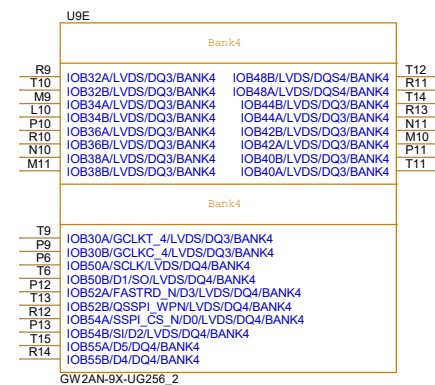 U9E
Bank4
R9 IOB32A/LVDS/DQ3/BANK4 IOB48B/LVDS/DQS4/BANK4 T12
T10 IOB32B/LVDS/DQ3/BANK4 IOB48A/LVDS/DQS4/BANK4 R11
M9 IOB34A/LVDS/DQ3/BANK4 IOB44B/LVDS/DQ3/BANK4 T14
L10 IOB34B/LVDS/DQ3/BANK4 IOB44A/LVDS/DQ3/BANK4 R13
P10 IOB36A/LVDS/DQ3/BANK4 IOB42B/LVDS/DQ3/BANK4 N11
R10 IOB36B/LVDS/DQ3/BANK4 IOB42A/LVDS/DQ3/BANK4 M10
N10 IOB38A/LVDS/DQ3/BANK4 IOB40B/LVDS/DQ3/BANK4 P11
M11 IOB38B/LVDS/DQ3/BANK4 IOB40A/LVDS/DQ3/BANK4 T11
Bank4
T9 IOB30A/GCLKT_4/LVDS/DQ3/BANK4
P9 IOB30B/GCLKC_4/LVDS/DQ3/BANK4
P6 IOB50A/SCLK/LVDS/DQ4/BANK4
T6 IOB50B/D1/SO/LVDS/DQ4/BANK4
P12 IOB52A/FASTRD_N/D3/LVDS/DQ4/BANK4
T13 IOB52B/QSSPI_WPN/LVDS/DQ4/BANK4
R12 IOB54A/SSPI_CS_N/D0/LVDS/DQ4/BANK4
P13 IOB54B/SI/D2/LVDS/DQ4/BANK4
T15 IOB55A/D5/DQ4/BANK4
R14 IOB55B/D4/DQ4/BANK4
GW2AN-9X-UG256_2